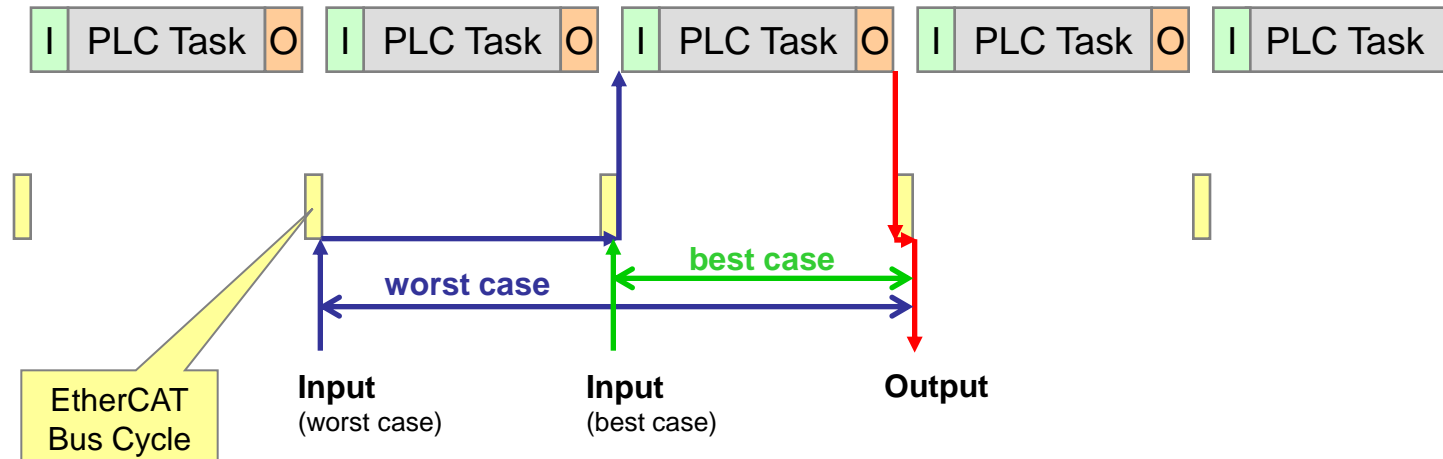 I PLC Task O I PLC Task O I PLC Task O I PLC Task O I PLC Task
best case
worst case
EtherCAT
Bus Cycle
Input
(worst case)
Input
(best case)
Output